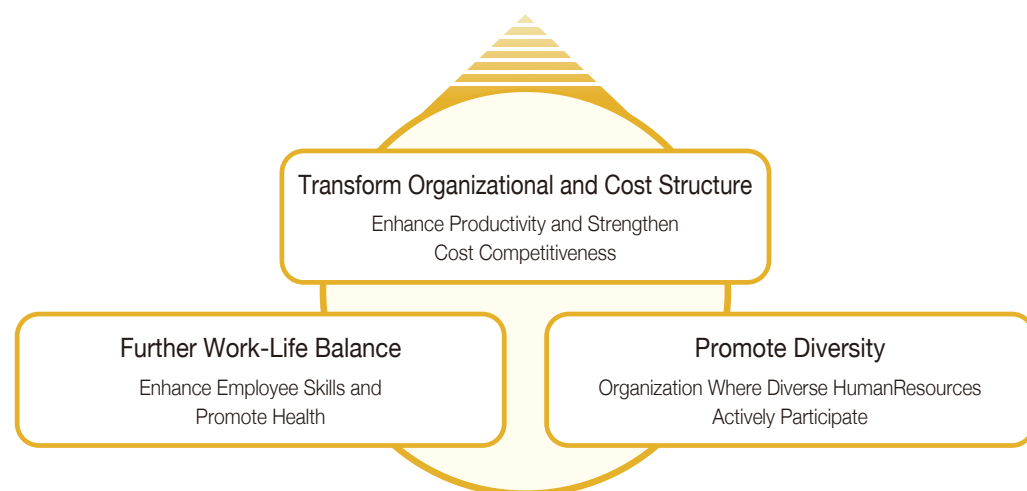 Transform Organizational and Cost Structure
Enhance Productivity and Strengthen
Cost Competitiveness
Further Work-Life Balance
Enhance Employee Skills and
Promote Health
Promote Diversity
Organization Where Diverse HumanResources
Actively Participate